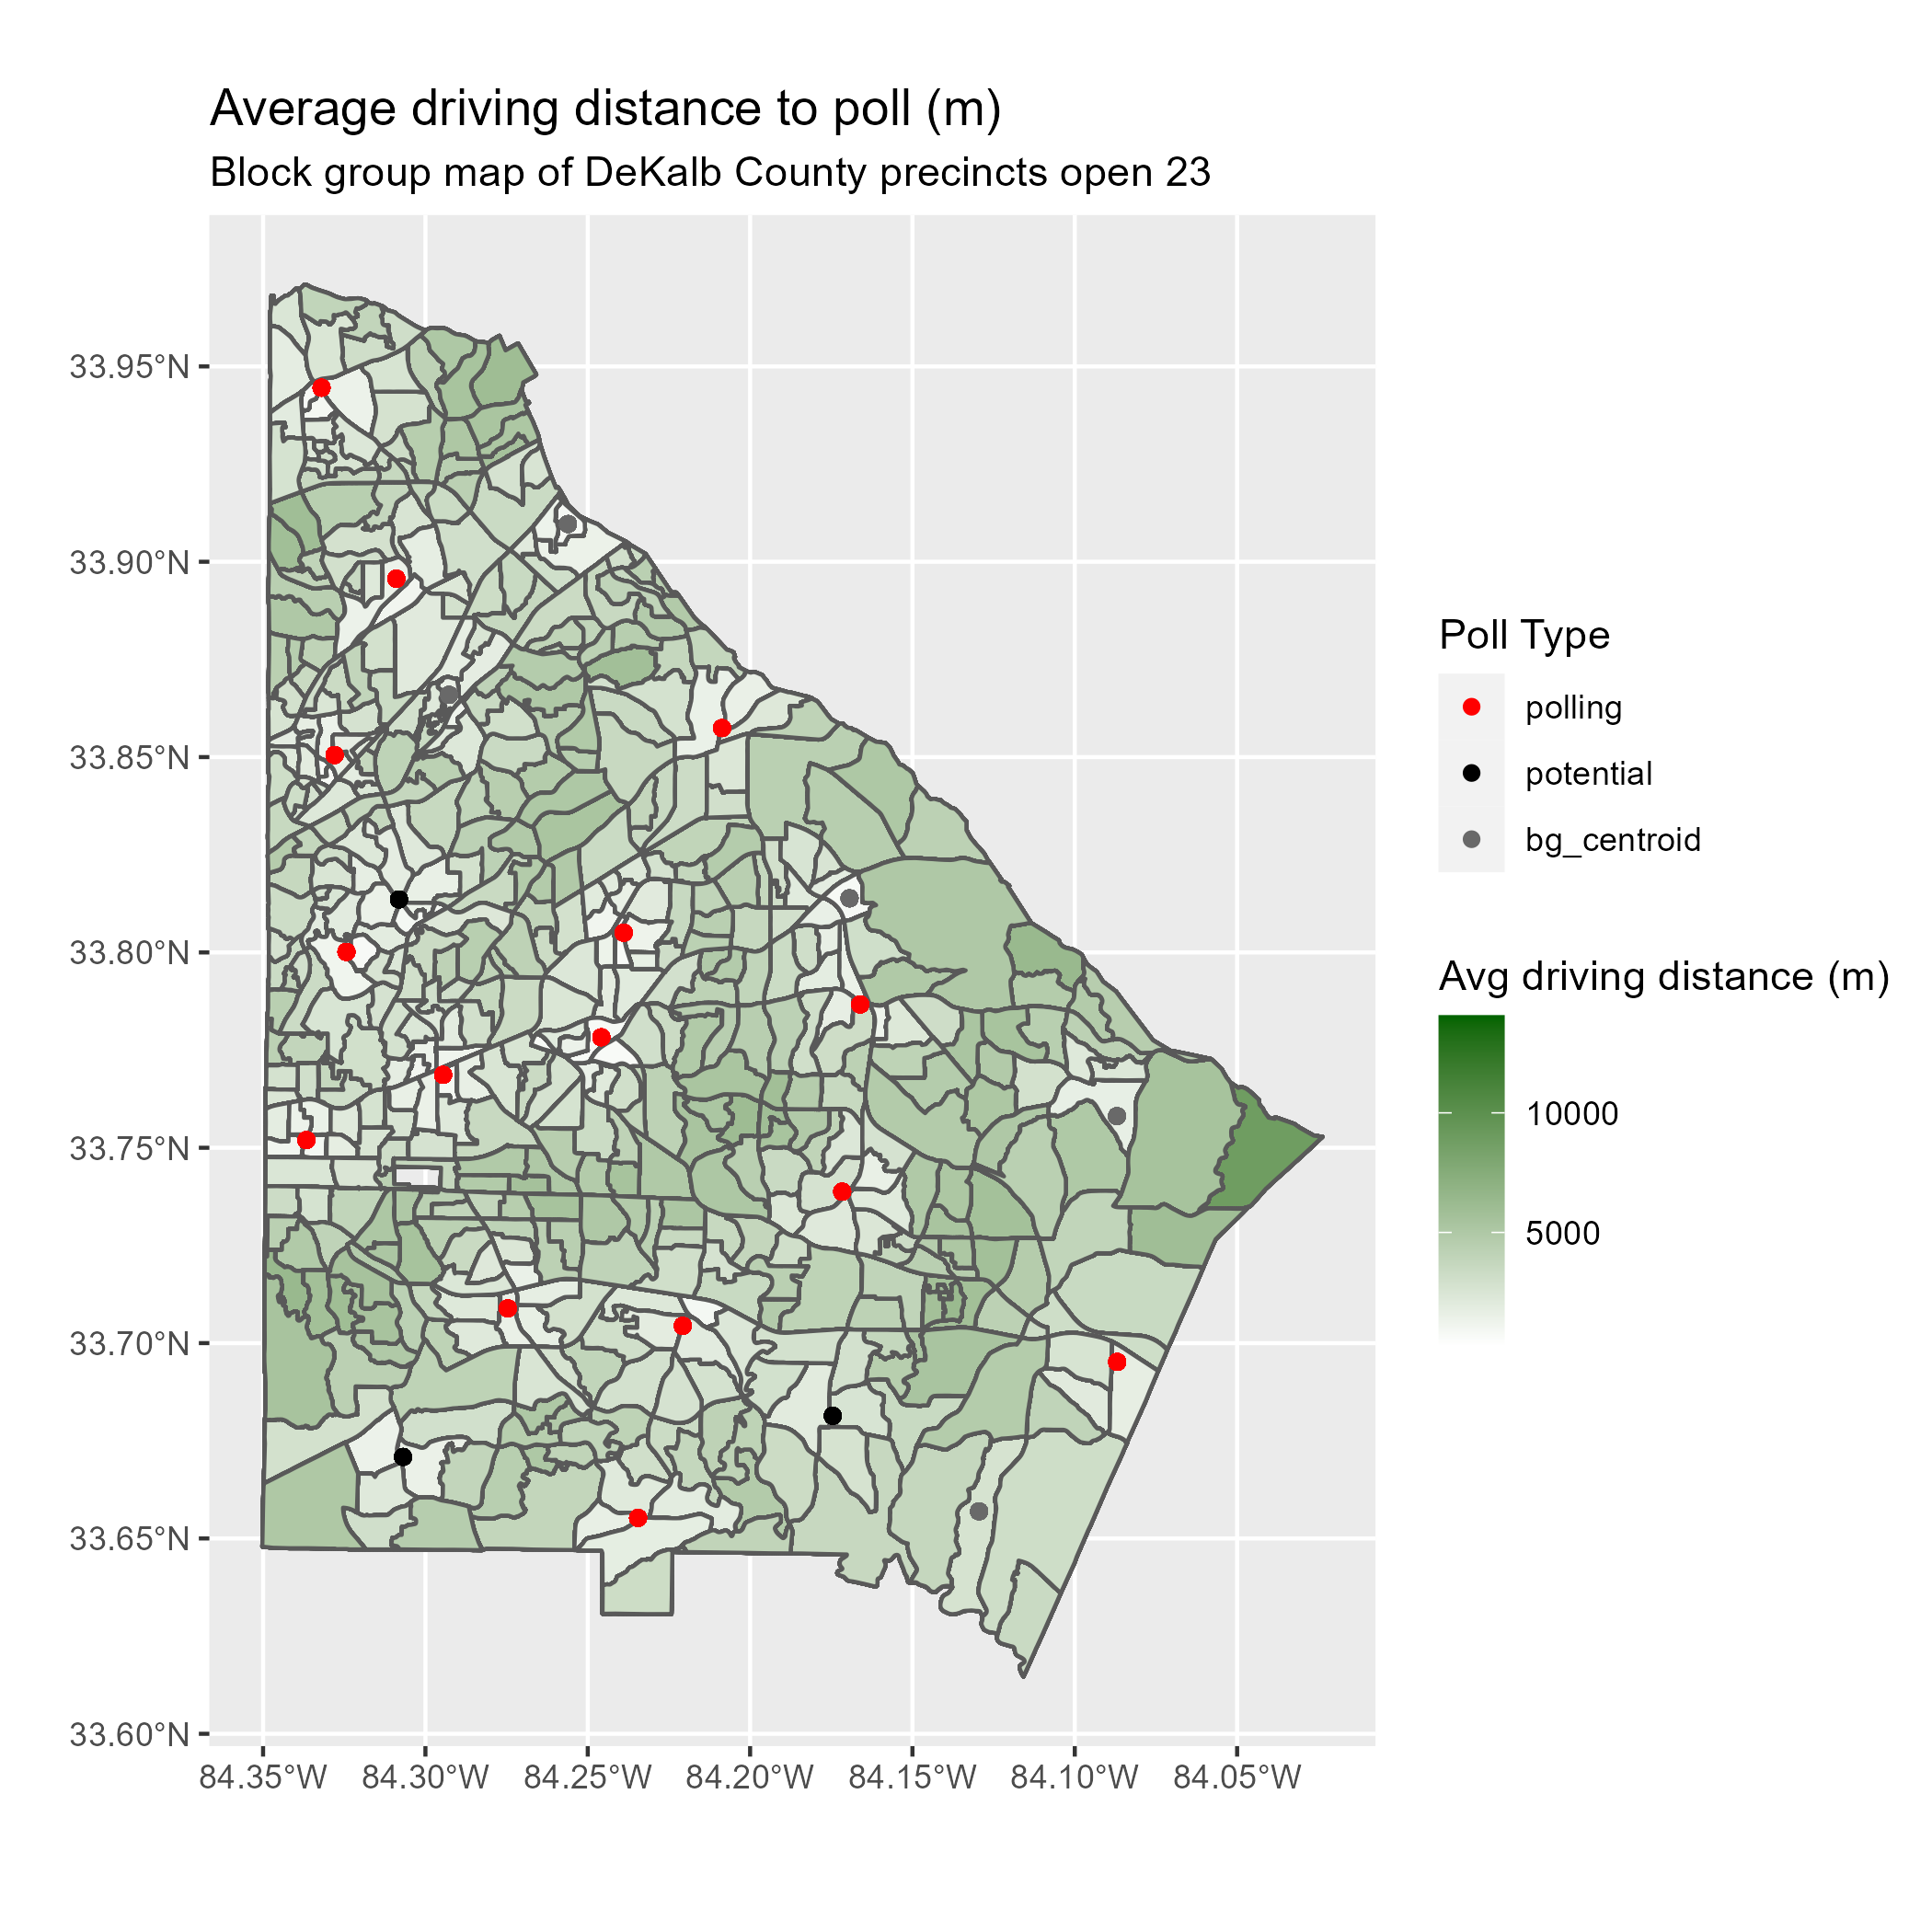 Average driving distance to poll (m)
Block group map of DeKalb County precincts open 23
33.95°N
33.90°N
33.85°N
33.80°N
33.75°N
33.70°N
33.65°N
33.60°N
84.35°W 84.30°W 84.25°W 84.20°W 84.15°W 84.10°W 84.05°W
Poll Type
polling
potential
bg_centroid
Avg driving distance (m)
10000
5000